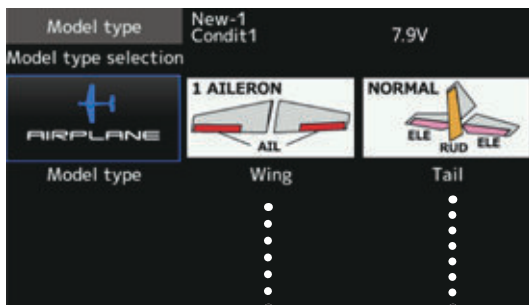 Model type
New-1
Condit1
7.9V
Model type selection
AIRPLANE
1 AILERON
AIL
NORMAL
ELE
RUD
ELE
Model type
Wing
Tail